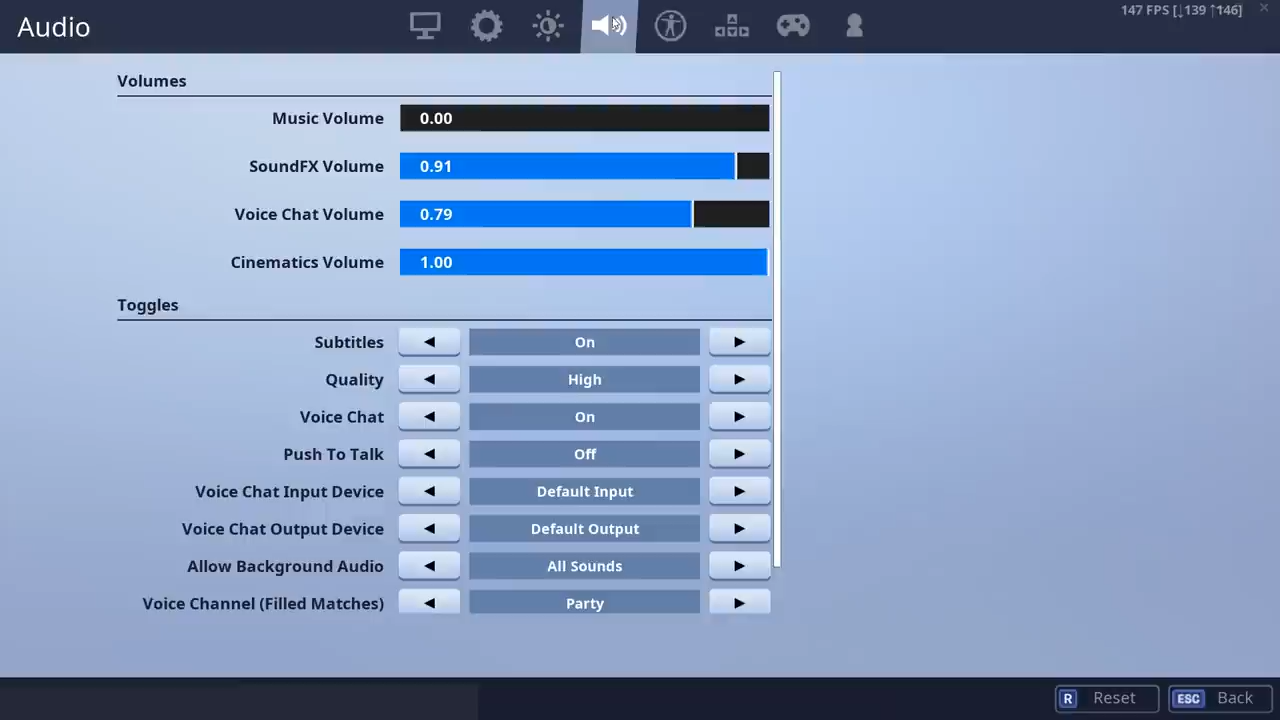 Audio
147 FPS [↓139 ↑146]
Volumes
Music Volume 0.00
SoundFX Volume 0.91
Voice Chat Volume 0.79
Cinematics Volume 1.00
Toggles
Subtitles ◀ On ▶
Quality ◀ High ▶
Voice Chat ◀ On ▶
Push To Talk ◀ Off ▶
Voice Chat Input Device ◀ Default Input ▶
Voice Chat Output Device ◀ Default Output ▶
Allow Background Audio ◀ All Sounds ▶
Voice Channel (Filled Matches) ◀ Party ▶
R Reset ESC Back